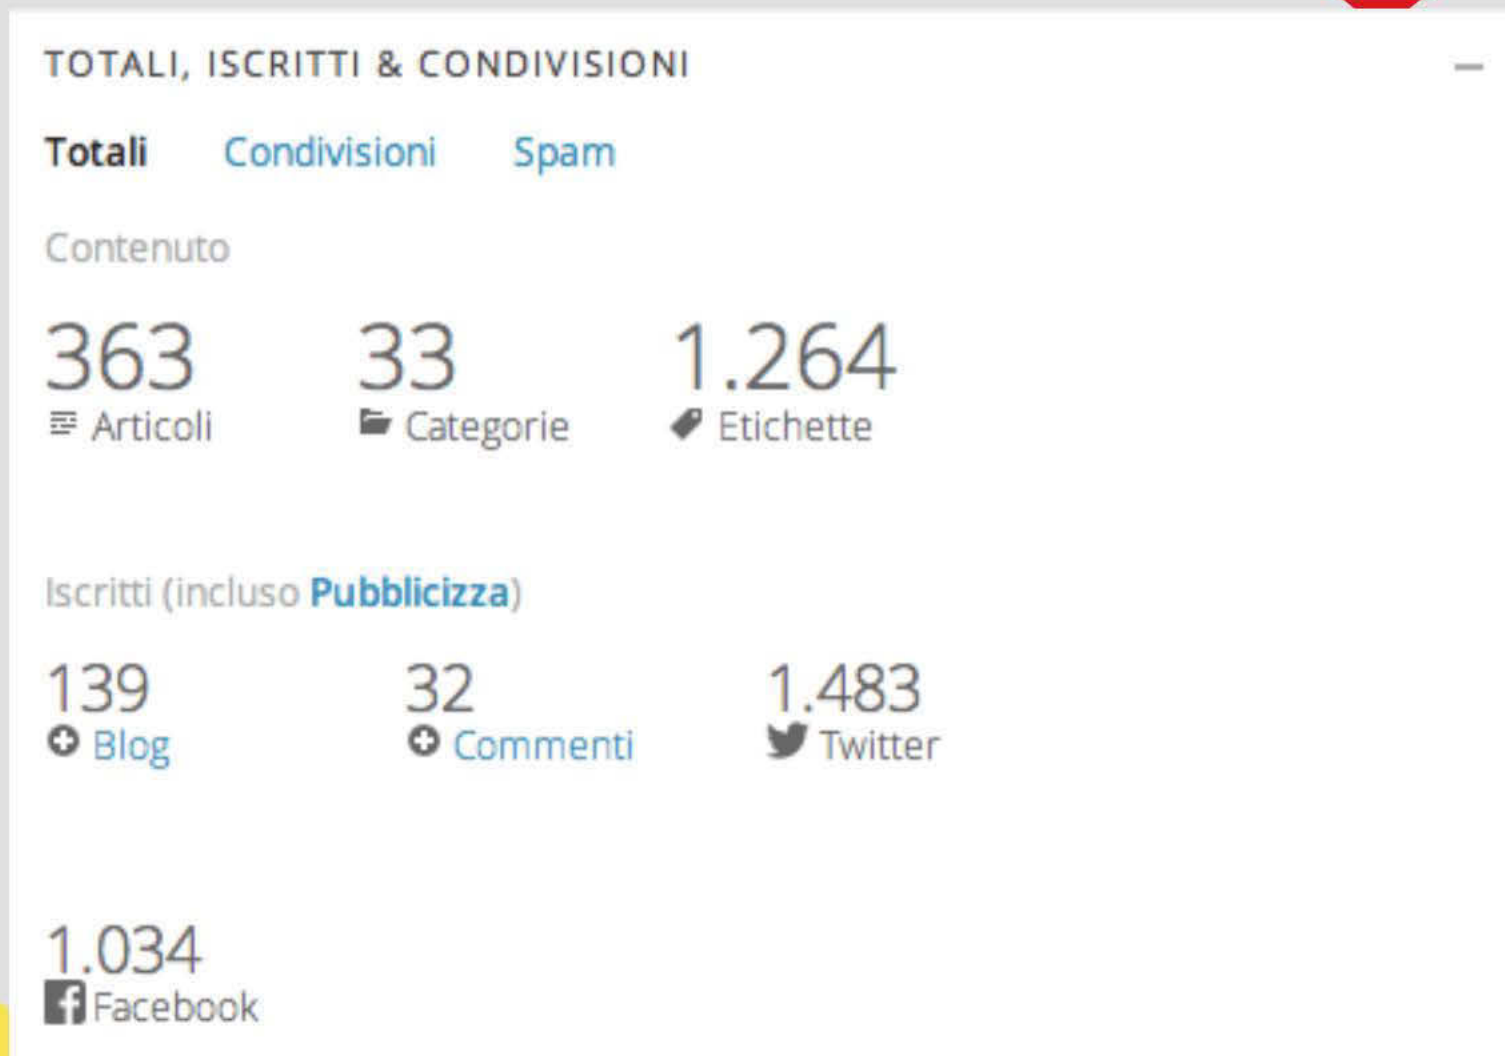 TOTALI, ISCRITTI & CONDIVISIONI
Totali Condivisioni Spam
Contenuto
363 33 1.264
Articoli Categorie Etichette
Iscritti (incluso Pubblicizza)
139 32 1.483
Blog Commenti Twitter
1.034
Facebook